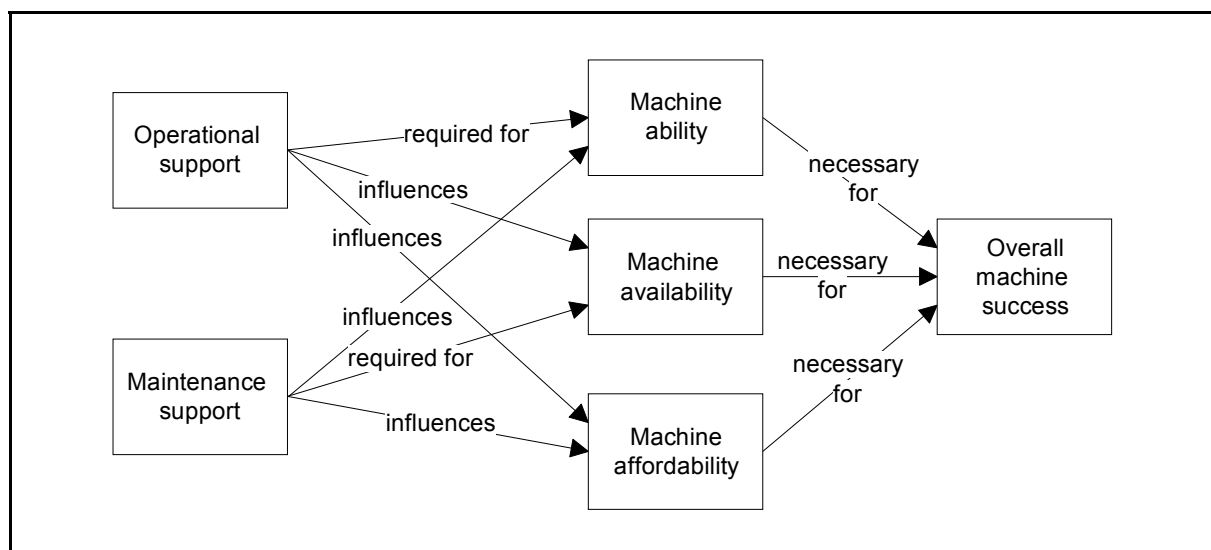 Operational
support
Maintenance
support
required for
influences
influences
influences
required for
influences
Machine
ability
Machine
availability
Machine
affordability
necessary
for
necessary
for
necessary
for
Overall
machine
success